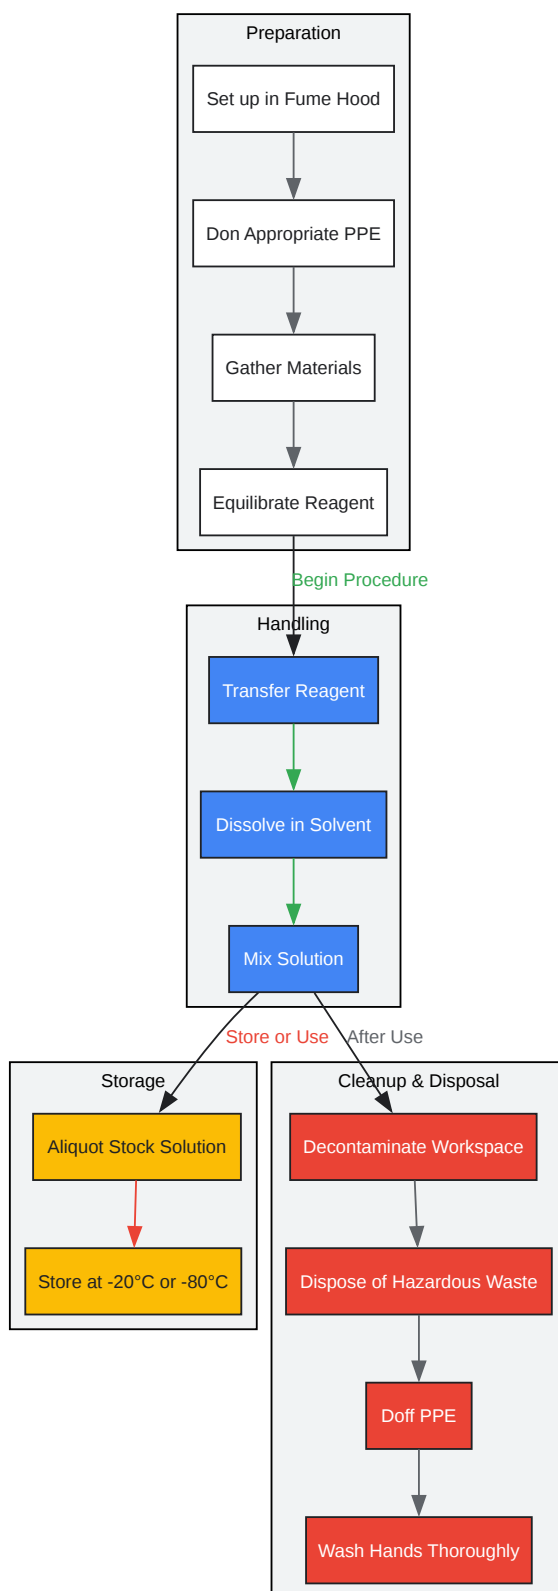 Preparation
Set up in Fume Hood
Don Appropriate PPE
Gather Materials
Equilibrate Reagent
Begin Procedure
Handling
Transfer Reagent
Dissolve in Solvent
Mix Solution
Store or Use
After Use
Storage
Aliquot Stock Solution
Store at -20°C or -80°C
Cleanup & Disposal
Decontaminate Workspace
Dispose of Hazardous Waste
Doff PPE
Wash Hands Thoroughly